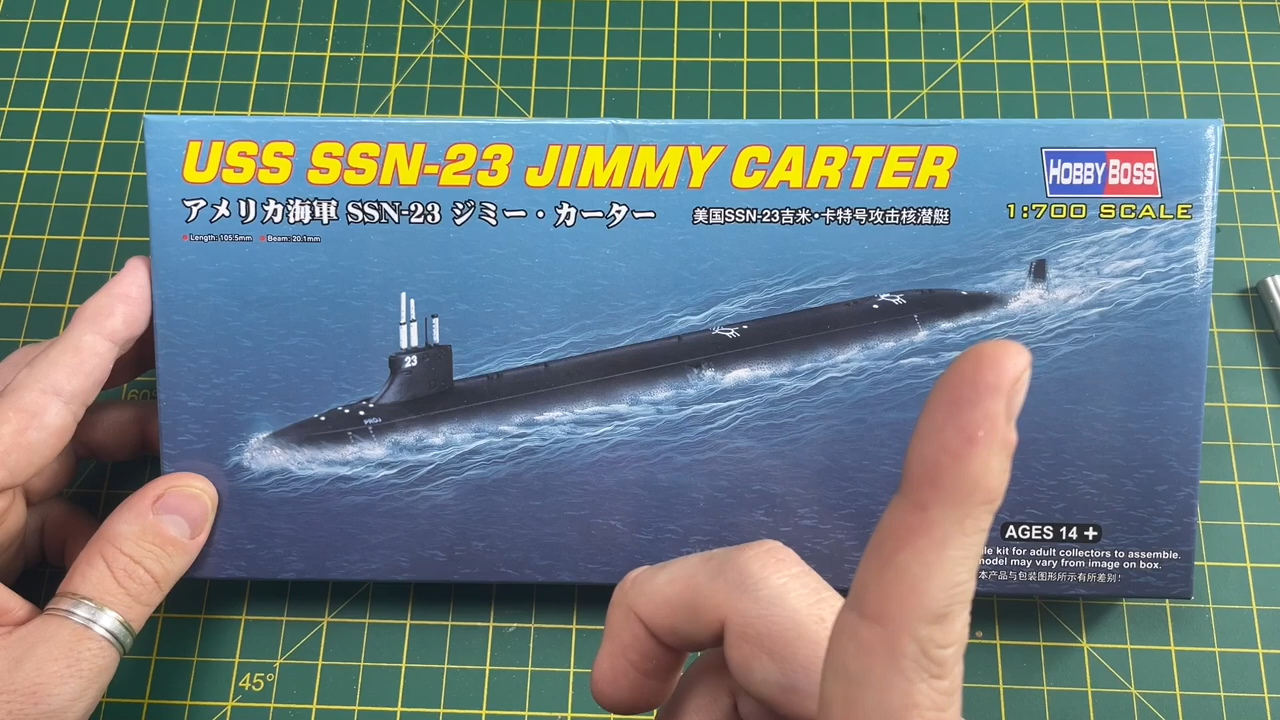 USS SSN-23 JIMMY CARTER
HOBBY BOSS
アメリカ海軍 SSN-23 ジミー・カーター
美国SSN-23吉米·卡特号攻击核潜艇
1:700 SCALE
Length: 105.5mm Beam: 20.1mm
23
AGES 14 +
kit for adult collectors to assemble.
model may vary from image on box.
本产品与包装图形所示有所差别!
45°